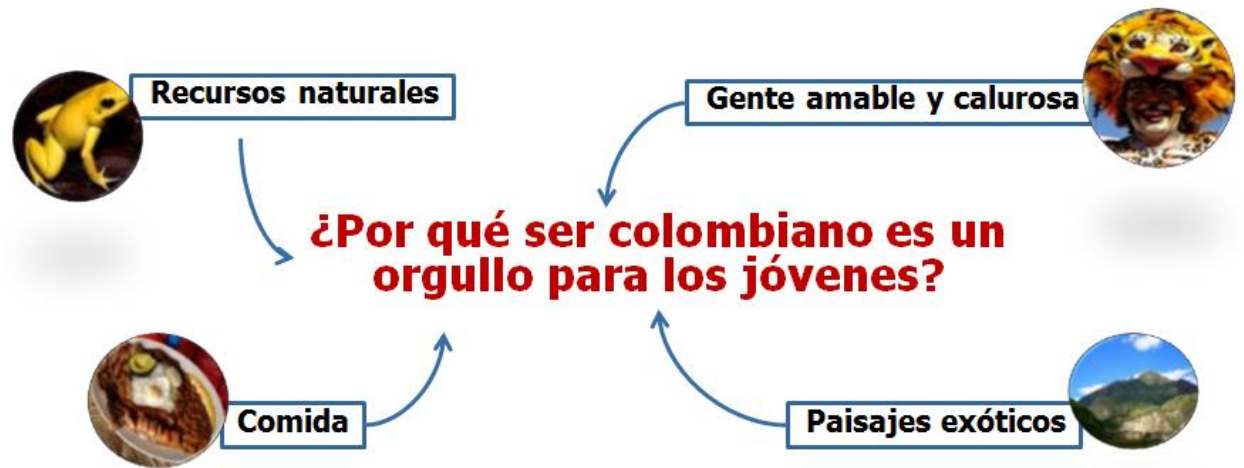 Recursos naturales
Gente amable y calurosa
¿Por qué ser colombiano es un
orgullo para los jóvenes?
Comida
Paisajes exóticos